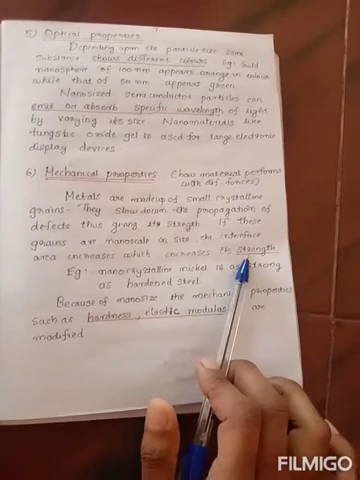 5) Optical properties
Depending upon the particle size same
substance shows different colours Eg: Gold
nanosphere of 100 nm appears orange in colour
while that of 50 nm appears green.
Nanosized semiconductor particles can
emit or absorb specific wavelength of light
by varying its size. Nanomaterials like
tungstic oxide gel is used for large electronic
display devices
6) Mechanical properties (how material performs
with dif. forces)
Metals are madeup of small crystalline
grains. They slow down the propagation of
defects thus giving its strength. If these
grains are nanoscale in size, the interface
area increases which increases its strength
Eg: nanocrystalline nickel is as strong
as hardened steel.
Because of nanosize the mechanical properties
such as hardness, elastic modulas are
modified
FILMIGO